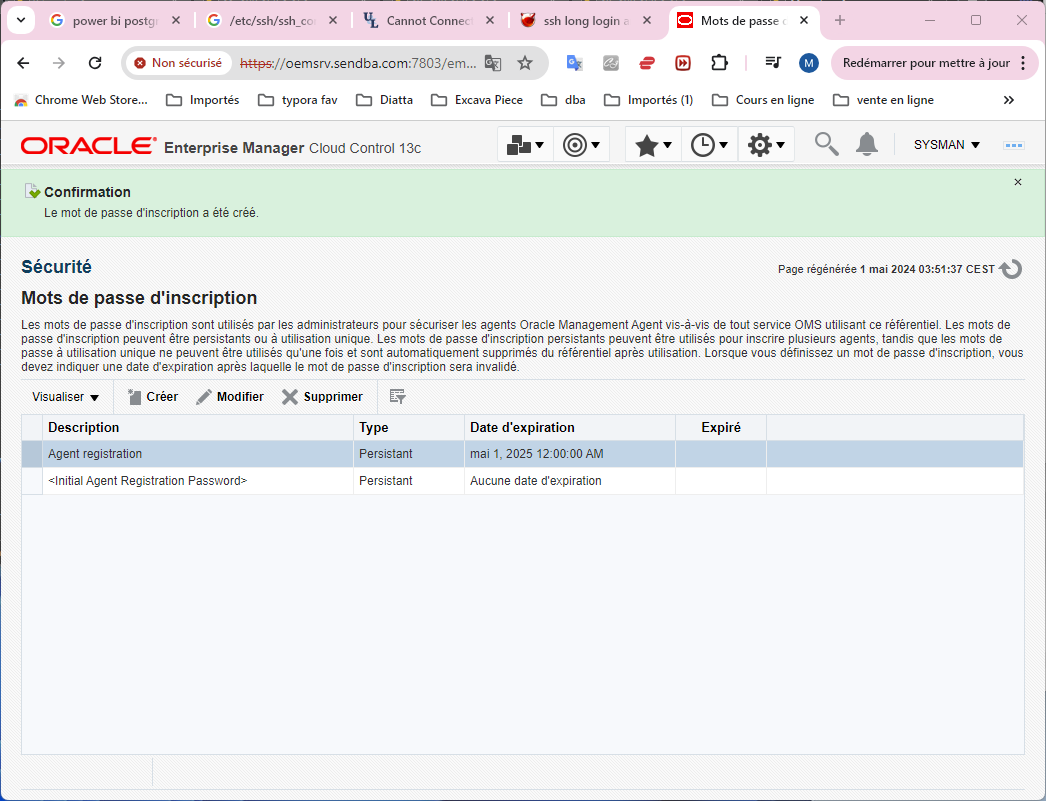 power bi postg
/etc/ssh/ssh_co
Cannot Connec
ssh long login a
Mots de passe d
Non sécurisé
https://oemsrv.sendba.com:7803/em...
M
Redémarrer pour mettre à jour
Chrome Web Store...
Importés
typora fav
Diatta
Excava Piece
dba
Importés (1)
Cours en ligne
vente en ligne
ORACLE Enterprise Manager Cloud Control 13c
SYSMAN
Confirmation
Le mot de passe d'inscription a été créé.
Sécurité
Page régénérée 1 mai 2024 03:51:37 CEST
Mots de passe d'inscription
Les mots de passe d'inscription sont utilisés par les administrateurs pour sécuriser les agents Oracle Management Agent vis-à-vis de tout service OMS utilisant ce référentiel. Les mots de
passe d'inscription peuvent être persistants ou à utilisation unique. Les mots de passe d'inscription persistants peuvent être utilisés pour inscrire plusieurs agents, tandis que les mots de
passe à utilisation unique ne peuvent être utilisés qu'une fois et sont automatiquement supprimés du référentiel après utilisation. Lorsque vous définissez un mot de passe d'inscription, vous
devez indiquer une date d'expiration après laquelle le mot de passe d'inscription sera invalidé.
Visualiser
Créer
Modifier
Supprimer
Description Type Date d'expiration Expiré
Agent registration Persistant mai 1, 2025 12:00:00 AM
<Initial Agent Registration Password> Persistant Aucune date d'expiration